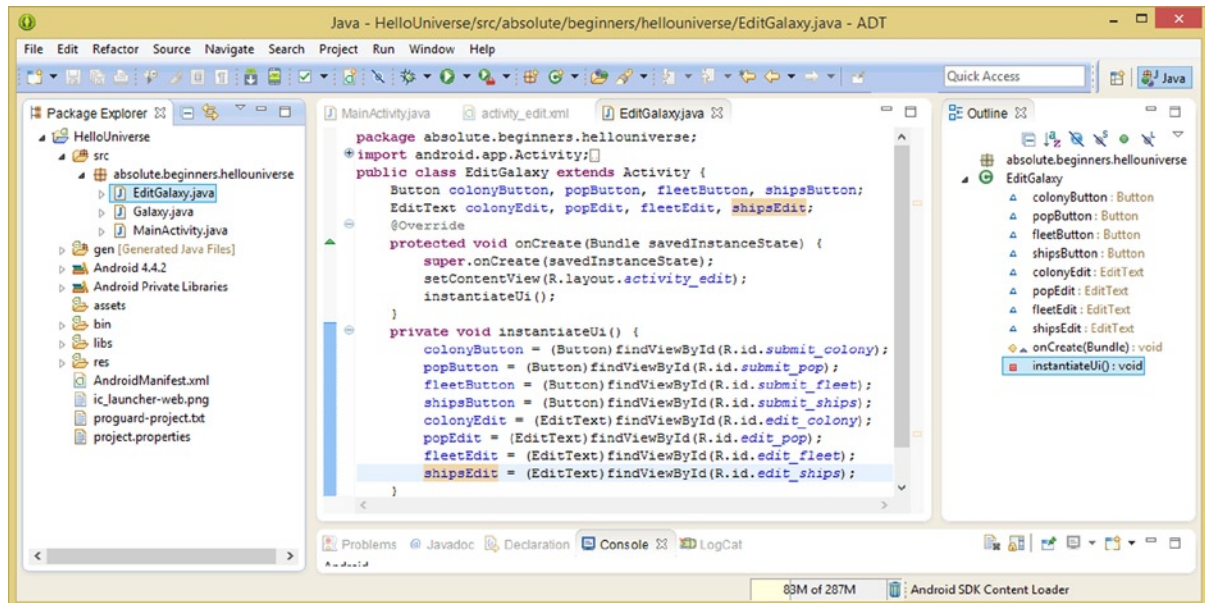 Java - HelloUniverse/src/absolute/beginners/hellouniverse/EditGalaxy.java - ADT
File Edit Refactor Source Navigate Search Project Run Window Help
Quick Access
Java
Package Explorer
HelloUniverse
src
absolute.beginners.hellouniverse
EditGalaxy.java
Galaxy.java
MainActivity.java
gen [Generated Java Files]
Android 4.4.2
Android Private Libraries
assets
bin
libs
res
AndroidManifest.xml
ic_launcher-web.png
proguard-project.txt
project.properties
MainActivity.java activity_edit.xml EditGalaxy.java
package absolute.beginners.hellouniverse;
import android.app.Activity;
public class EditGalaxy extends Activity {
Button colonyButton, popButton, fleetButton, shipsButton;
EditText colonyEdit, popEdit, fleetEdit, shipsEdit;
@Override
protected void onCreate(Bundle savedInstanceState) {
super.onCreate(savedInstanceState);
setContentView(R.layout.activity_edit);
instantiateUi();
}
private void instantiateUi() {
colonyButton = (Button)findViewById(R.id.submit_colony);
popButton = (Button)findViewById(R.id.submit_pop);
fleetButton = (Button)findViewById(R.id.submit_fleet);
shipsButton = (Button)findViewById(R.id.submit_ships);
colonyEdit = (EditText)findViewById(R.id.edit_colony);
popEdit = (EditText)findViewById(R.id.edit_pop);
fleetEdit = (EditText)findViewById(R.id.edit_fleet);
shipsEdit = (EditText)findViewById(R.id.edit_ships);
}
Outline
absolute.beginners.hellouniverse
EditGalaxy
colonyButton : Button
popButton : Button
fleetButton : Button
shipsButton : Button
colonyEdit : EditText
popEdit : EditText
fleetEdit : EditText
shipsEdit : EditText
onCreate(Bundle) : void
instantiateUi() : void
Problems @ Javadoc Declaration Console LogCat
Android
83M of 287M
Android SDK Content Loader